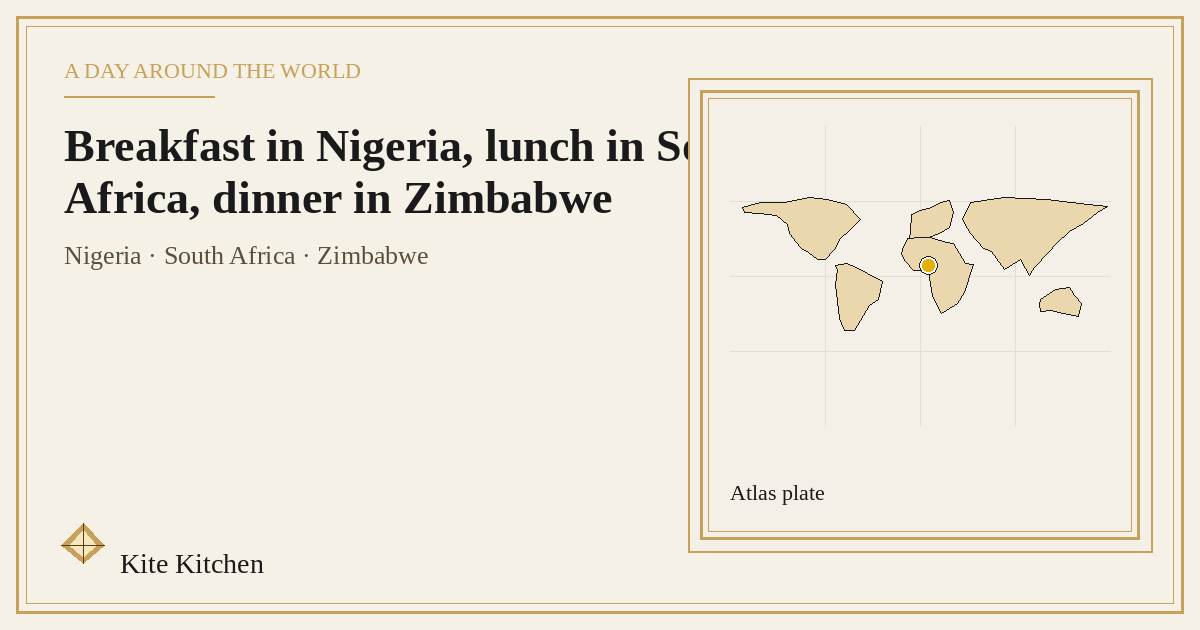 A DAY AROUND THE WORLD
Breakfast in Nigeria, lunch in
Africa, dinner in Zimbabwe
Nigeria · South Africa · Zimbabwe
Atlas plate
Kite Kitchen